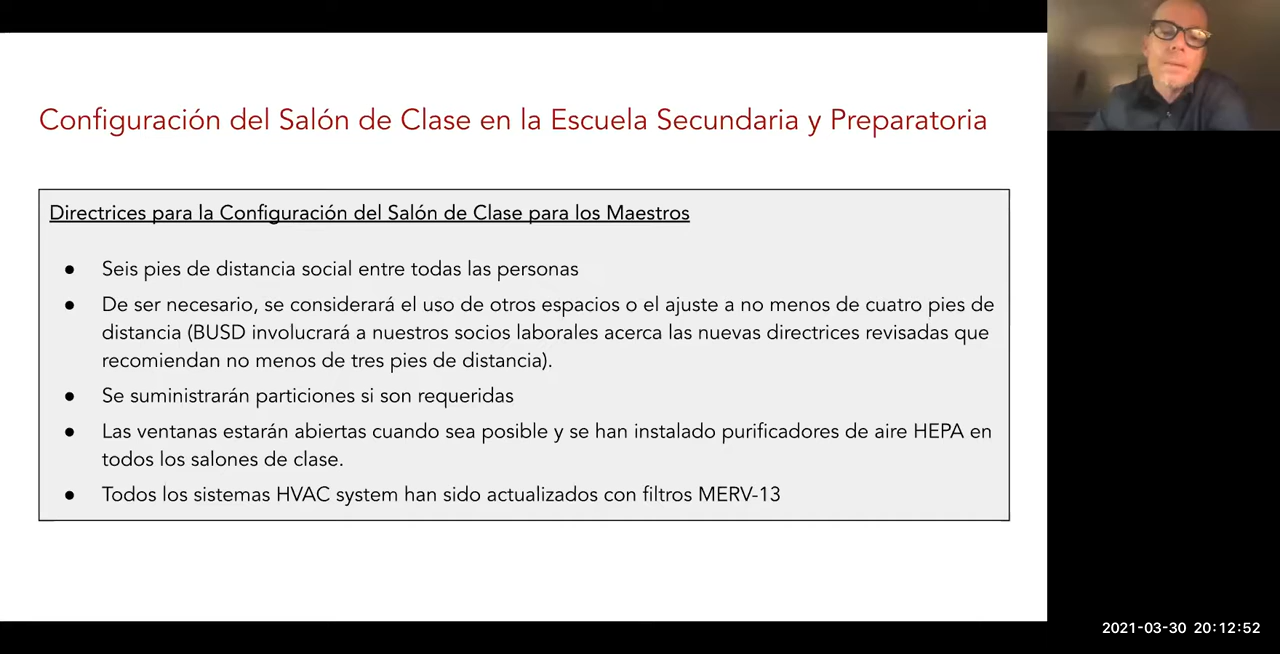 Configuración del Salón de Clase en la Escuela Secundaria y Preparatoria
Directrices para la Configuración del Salón de Clase para los Maestros
● Seis pies de distancia social entre todas las personas
● De ser necesario, se considerará el uso de otros espacios o el ajuste a no menos de cuatro pies de
distancia (BUSD involucrará a nuestros socios laborales acerca las nuevas directrices revisadas que
recomiendan no menos de tres pies de distancia).
● Se suministrarán particiones si son requeridas
● Las ventanas estarán abiertas cuando sea posible y se han instalado purificadores de aire HEPA en
todos los salones de clase.
● Todos los sistemas HVAC system han sido actualizados con filtros MERV-13
2021-03-30 20:12:52